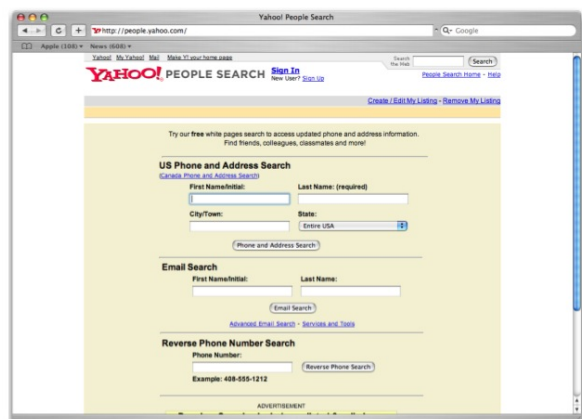 Yahoo! People Search
http://people.yahoo.com/
Google
Apple (108) News (608)
Yahoo! My Yahoo! Mail Make Y! your home page
Search the Web Search
YAHOO! PEOPLE SEARCH Sign In
New User? Sign Up
People Search Home - Help
Create / Edit My Listing - Remove My Listing
Try our free white pages search to access updated phone and address information.
Find friends, colleagues, classmates and more!
US Phone and Address Search
(Canada Phone and Address Search)
First Name/Initial: Last Name: (required)
City/Town: State:
Entire USA
Phone and Address Search
Email Search
First Name/Initial: Last Name:
Email Search
Advanced Email Search - Services and Tools
Reverse Phone Number Search
Phone Number:
Reverse Phone Search
Example: 408-555-1212
ADVERTISEMENT